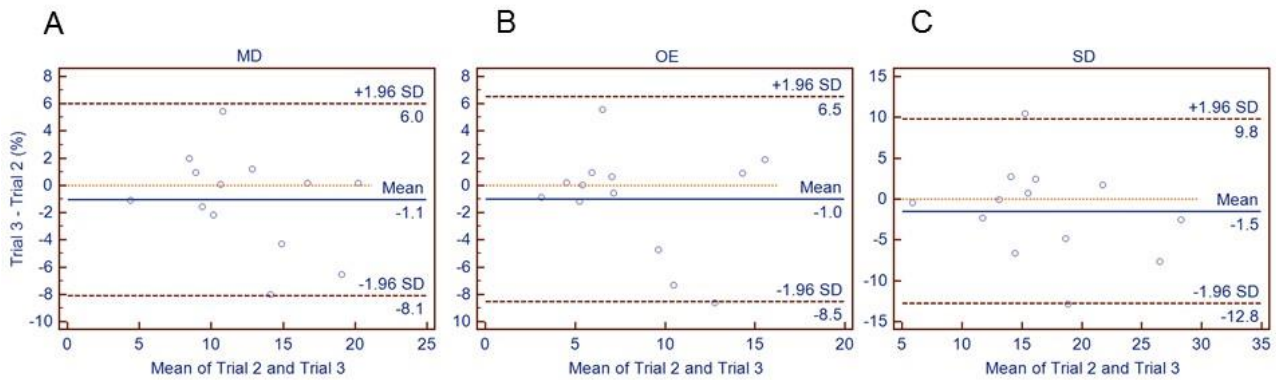 A
MD
8
6
4
2
0
-2
-4
-6
-8
-10
+1.96 SD
6.0
Mean
-1.1
-1.96 SD
-8.1
0
5
10
15
20
25
Trial 3 - Trial 2 (%)
Mean of Trial 2 and Trial 3
B
OE
8
6
4
2
0
-2
-4
-6
-8
10
+1.96 SD
6.5
Mean
-1.0
-1.96 SD
-8.5
0
5
10
15
20
Mean of Trial 2 and Trial 3
C
SD
15
10
5
0
-5
-10
-15
+1.96 SD
9.8
Mean
-1.5
-1.96 SD
-12.8
5
10
15
20
25
30
35
Mean of Trial 2 and Trial 3